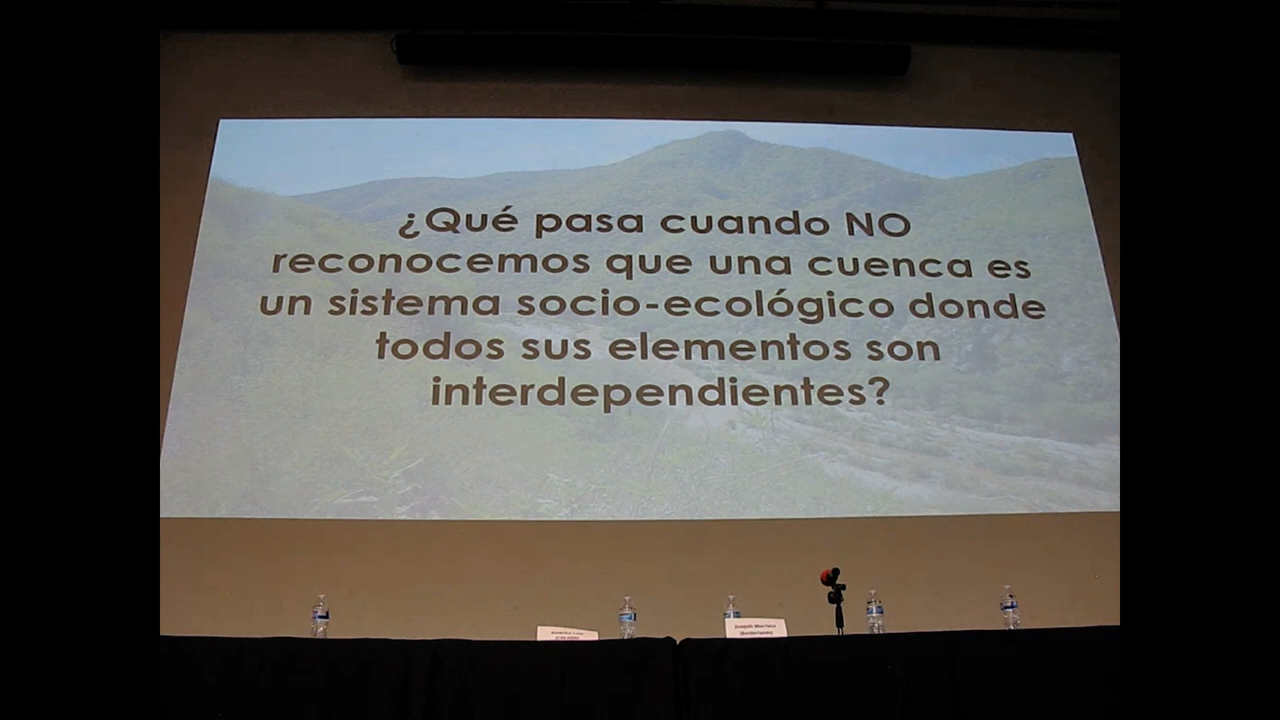 ¿Qué pasa cuando NO
reconocemos que una cuenca es
un sistema socio-ecológico donde
todos sus elementos son
interdependientes?
Joaquín